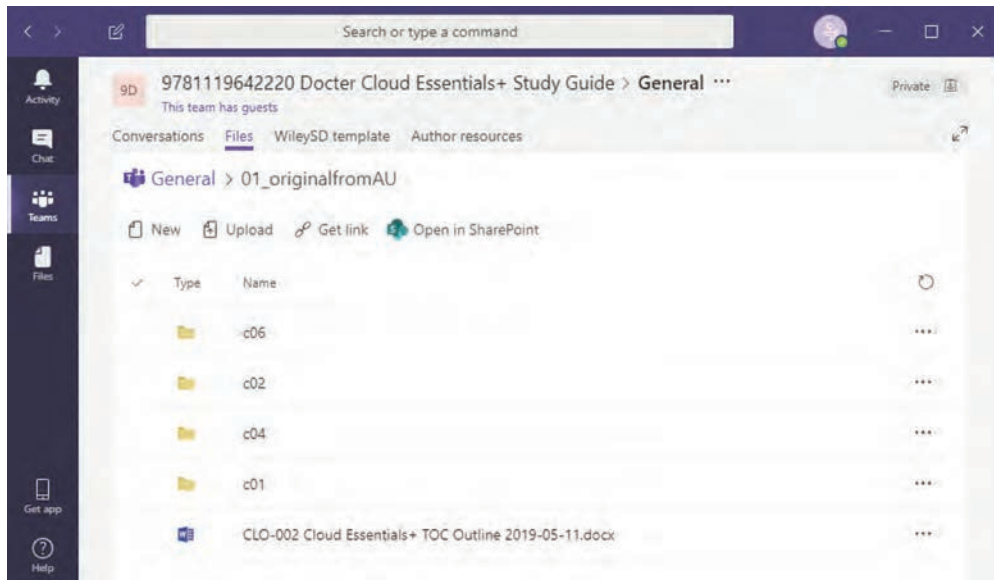 Search or type a command
Activity
Chat
Teams
Files
Get app
Help
9D
9781119642220 Docter Cloud Essentials+ Study Guide > General ···
Private
This team has guests
Conversations Files WileySD template Author resources
General > 01_originalfromAU
New Upload Get link Open in SharePoint
Type Name
c06
c02
c04
c01
CLO-002 Cloud Essentials+ TOC Outline 2019-05-11.docx